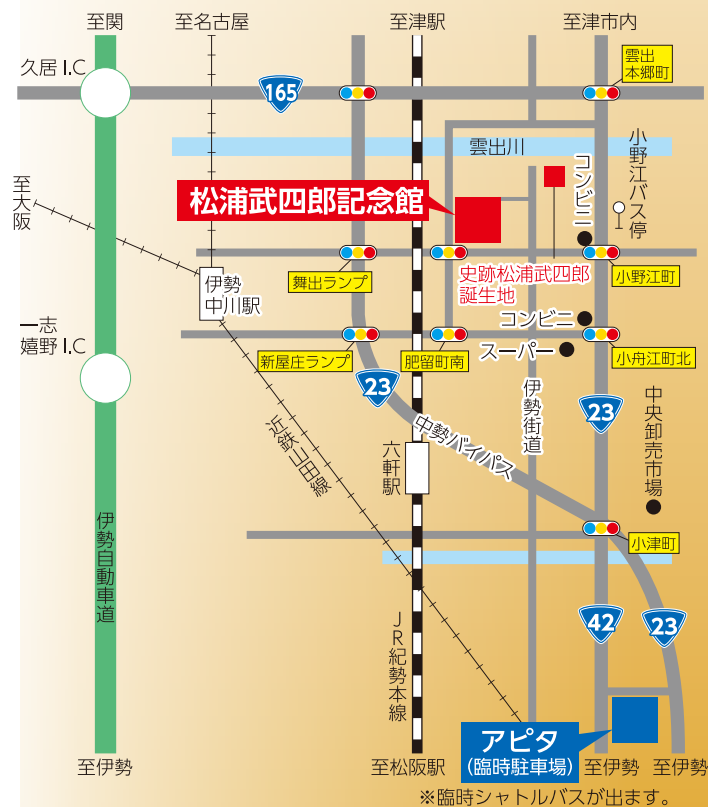 至関
至名古屋
至津駅
至津市内
久居 I.C
165
雲出
本郷町
雲出川
小野江バス停
コンビニ
至大阪
松浦武四郎記念館
史跡松浦武四郎
誕生地
小野江町
舞出ランプ
伊勢
中川駅
一志
嬉野 I.C
コンビニ
スーパー
新屋庄ランプ
肥留町南
小舟江町北
23
23
伊勢街道
中央卸売市場
中勢バイパス
近鉄山田線
六軒駅
伊勢自動車道
小津町
JR紀勢本線
42
23
アピタ
(臨時駐車場)
至伊勢
至松阪駅
至伊勢
至伊勢
※臨時シャトルバスが出ます。